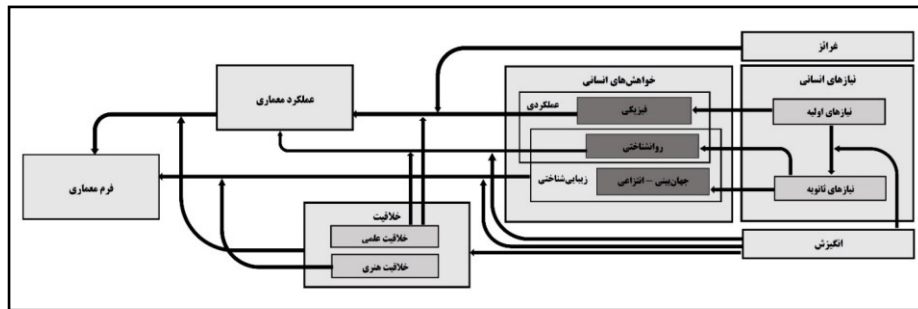 غرائز
نیازهای انسانی
نیازهای اولیه
نیازهای ثانویه
انگیزش
خواهش‌های انسانی
عملکردی
فیزیکی
روانشناختی
جهان‌بینی - انتزاعی
زیبایی‌شناختی
خلاقیت
خلاقیت علمی
خلاقیت هنری
عملکرد معماری
فرم معماری